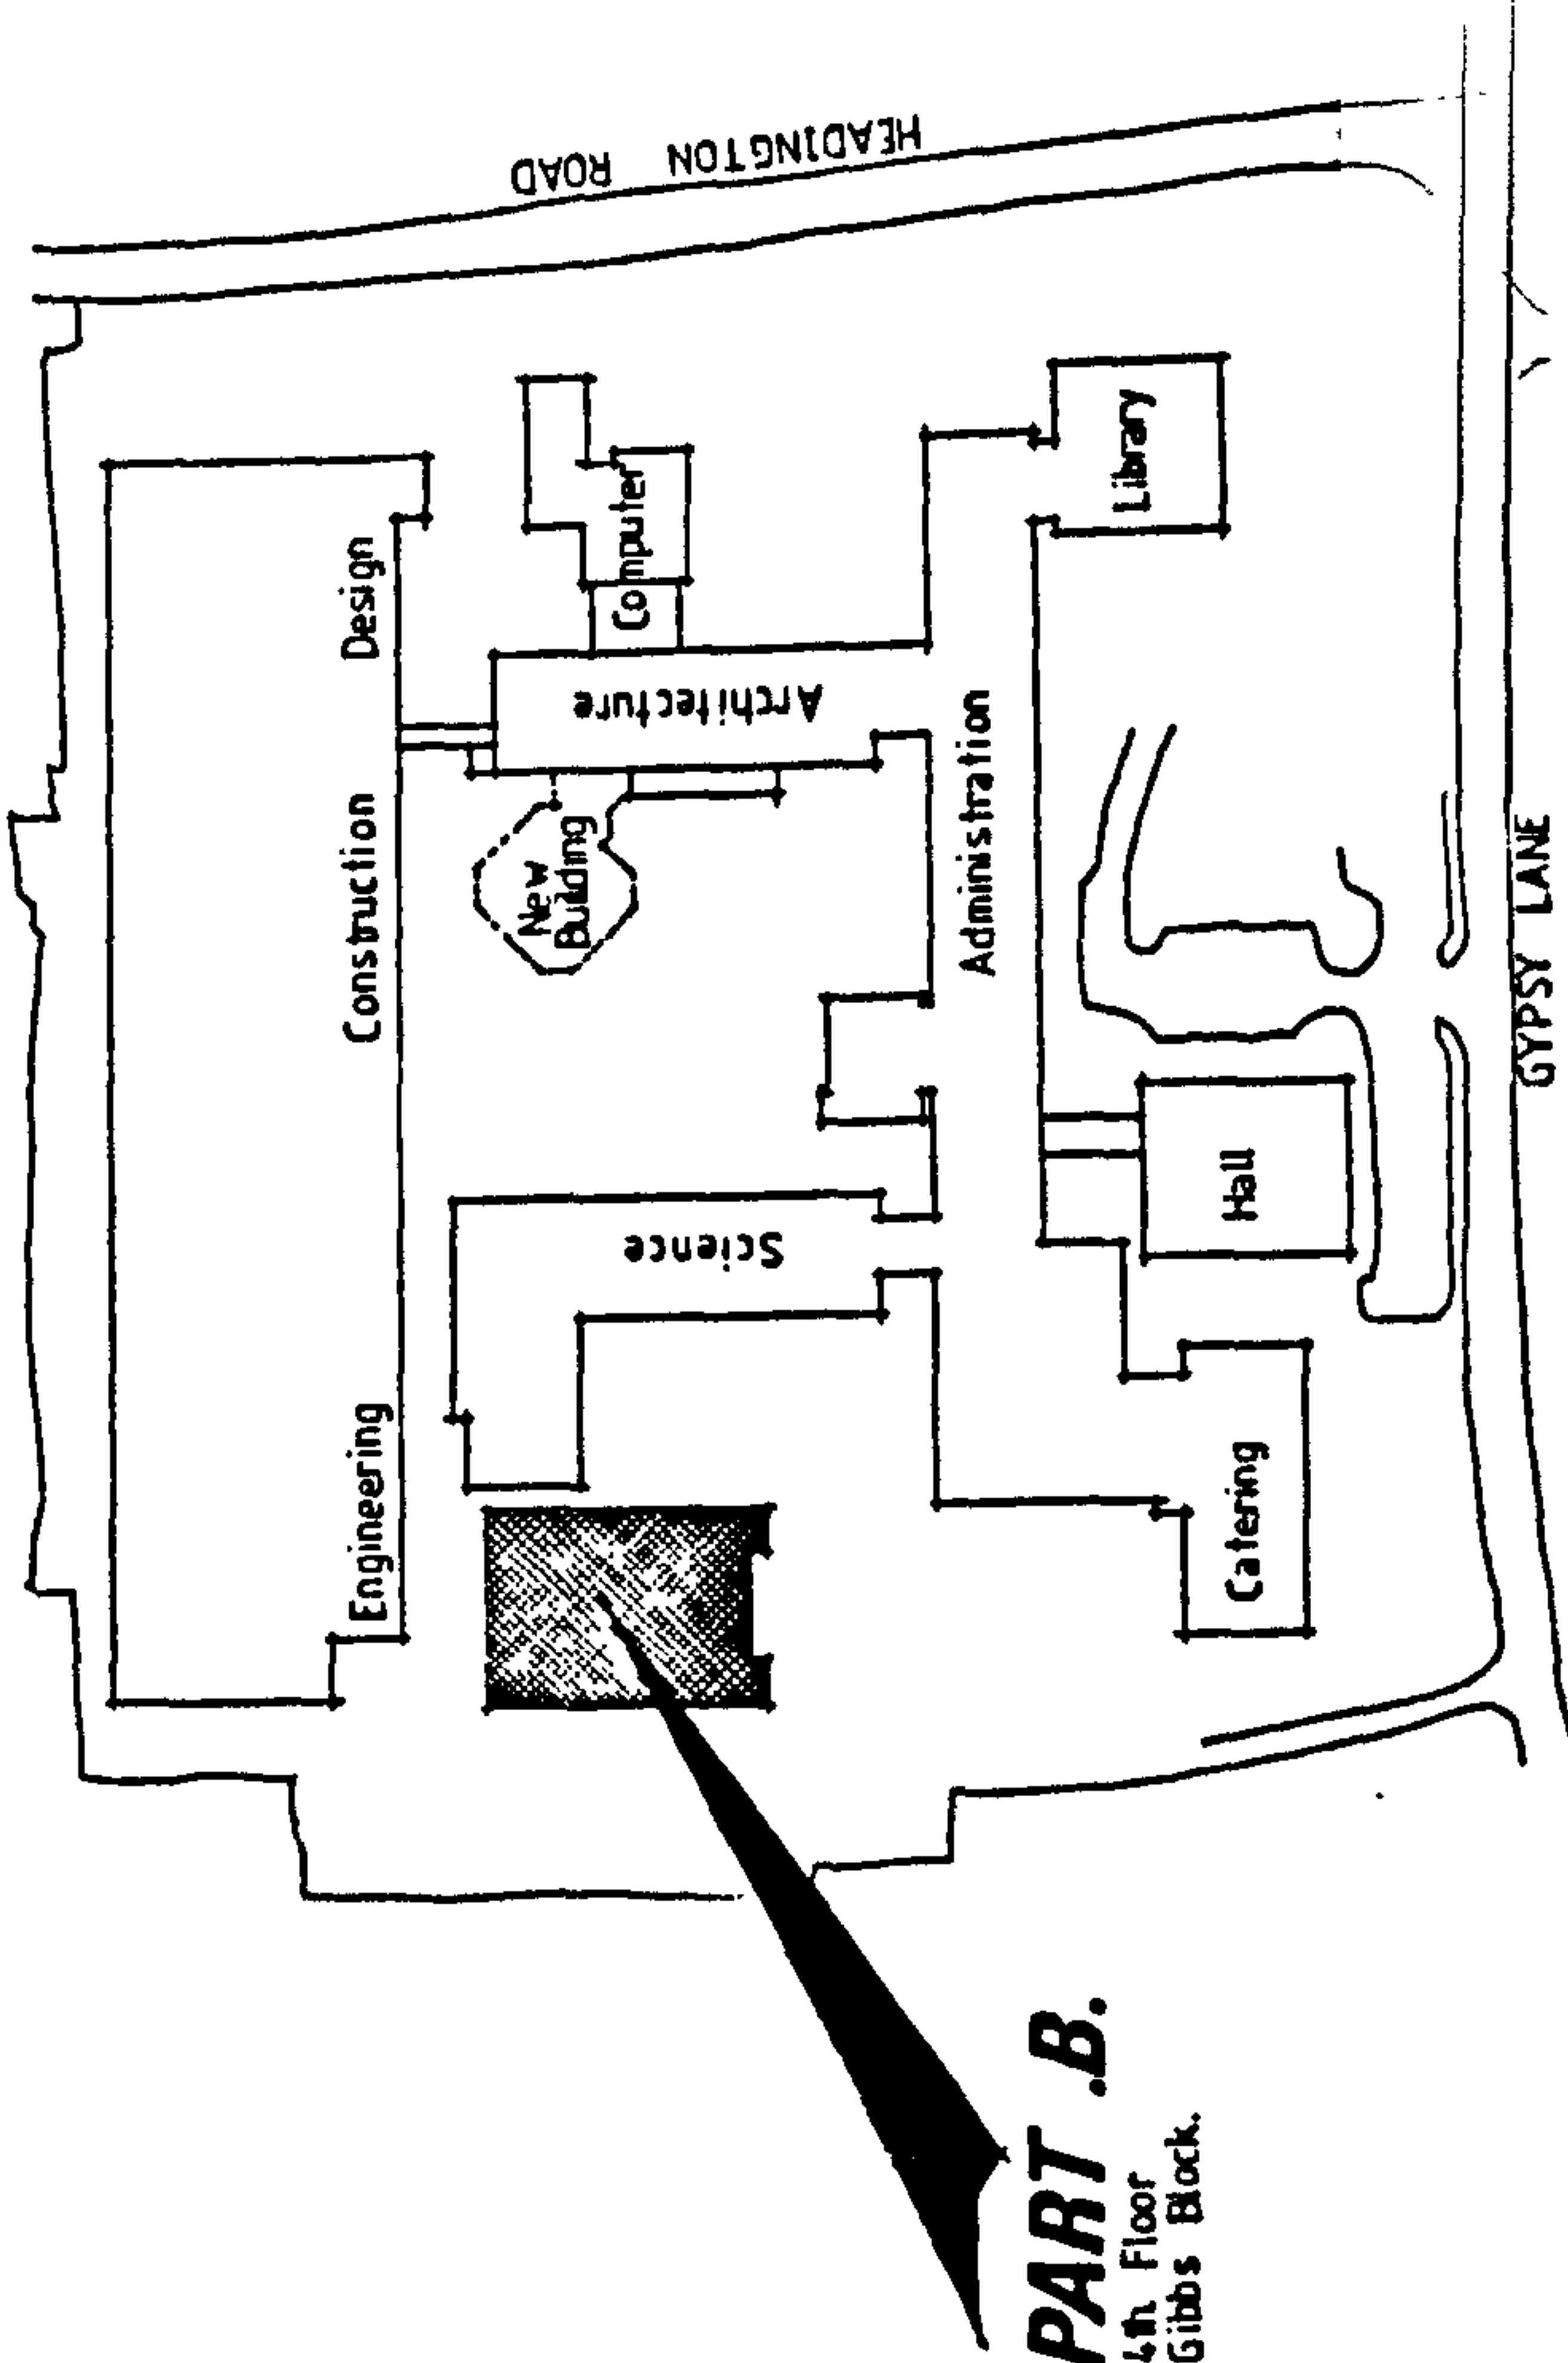 HEADINGTON ROAD
Design
Computer
Library
Architecture
Construction
New
Building
Administration
GYPSY LANE
Science
Hall
Engineering
Catering
PART .B.
4th Floor
Gibbs Block.